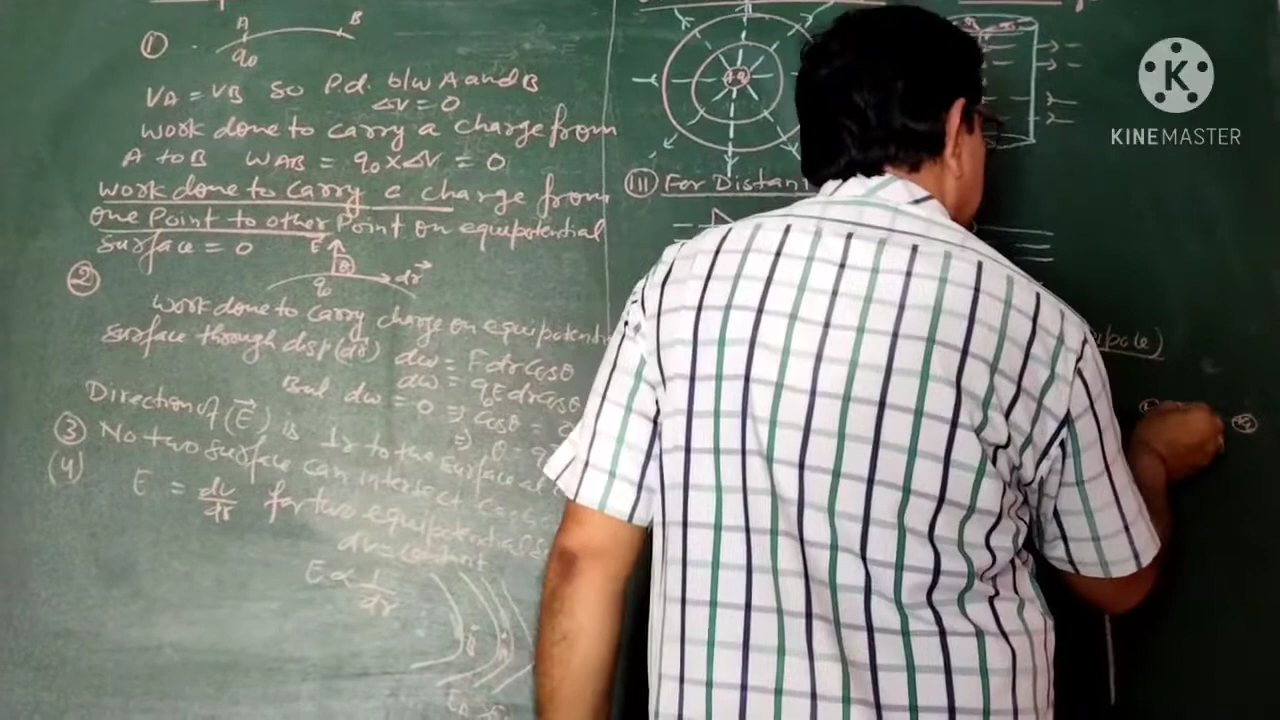 A B
① q₀
VA = VB so P.d. b/w A and B
ΔV = 0
work done to carry a charge from
A to B WAB = q₀ × ΔV = 0
work done to carry a charge from
one Point to other Point on equipotential
surface = 0
E
② θ
q₀ dr⃗
work done to carry charge on equipotenti
surface through disp (dr⃗) dw = F dr cosθ
dw = qE dr cosθ
But dw = 0 ⇒ cosθ =
⇒ θ =
Direction of (E⃗) is ⊥r to the surface
③ No two surface can intersect
(4) E = dv/dr for two equipotential
dv = constant
E ∝ 1/dr
III For Distan
K
KINEMASTER